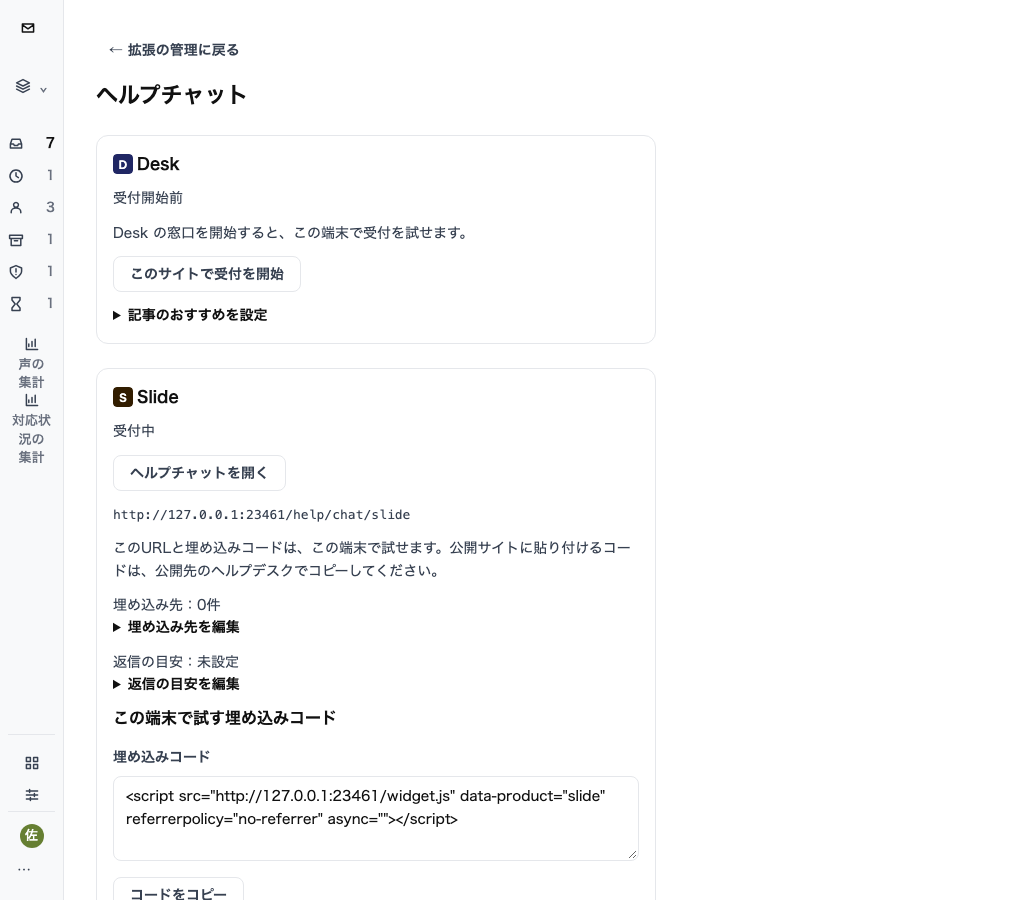 7
1
3
1
1
1
声の
集計
対応状
況の
集計
佐
…
← 拡張の管理に戻る
ヘルプチャット
D Desk
受付開始前
Desk の窓口を開始すると、この端末で受付を試せます。
このサイトで受付を開始
▶ 記事のおすすめを設定
S Slide
受付中
ヘルプチャットを開く
http://127.0.0.1:23461/help/chat/slide
このURLと埋め込みコードは、この端末で試せます。公開サイトに貼り付けるコー
ドは、公開先のヘルプデスクでコピーしてください。
埋め込み先：0件
▶ 埋め込み先を編集
返信の目安：未設定
▶ 返信の目安を編集
この端末で試す埋め込みコード
埋め込みコード
<script src="http://127.0.0.1:23461/widget.js" data-product="slide"
referrerpolicy="no-referrer" async=""></script>
コードをコピー